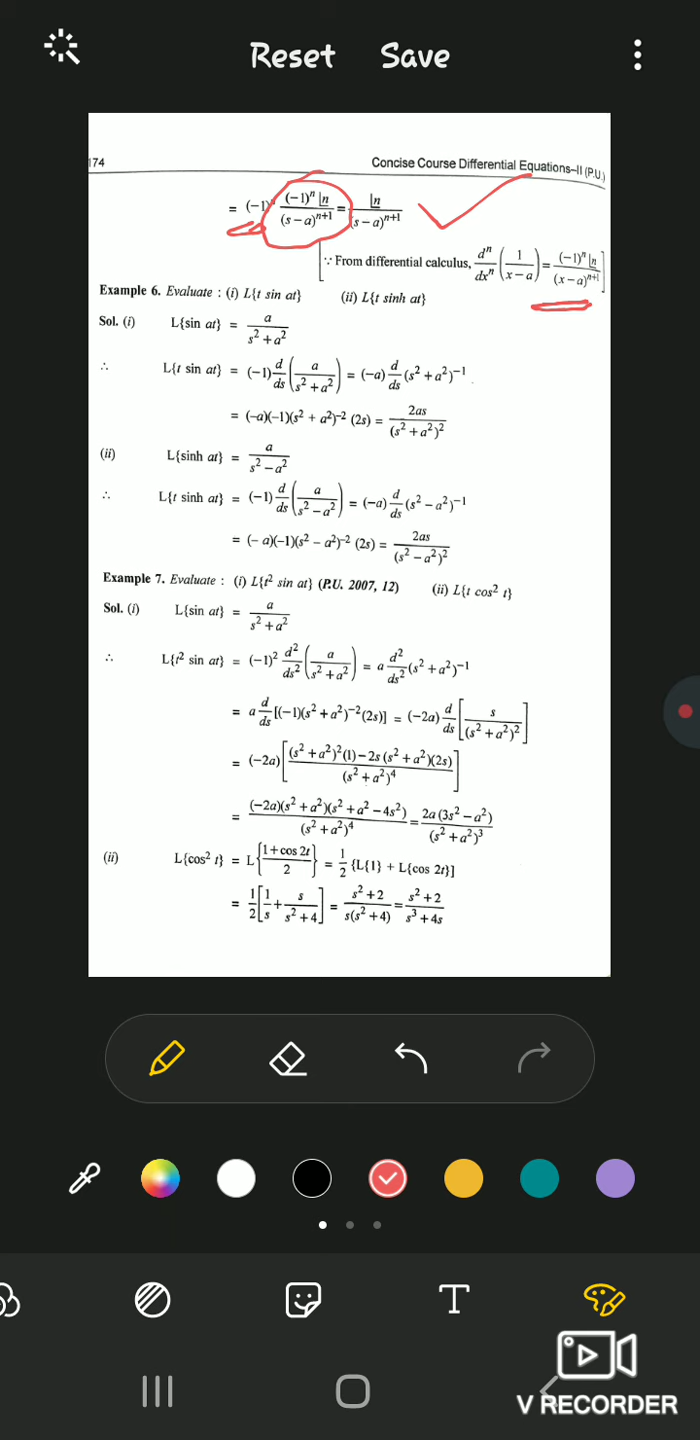 Reset Save
174 Concise Course Differential Equations–II (P.U.)
= (−1)ⁿ (−1)ⁿ |n / (s − a)ⁿ⁺¹ = |n / (s − a)ⁿ⁺¹
[∵ From differential calculus, dⁿ/dxⁿ (1/(x − a)) = (−1)ⁿ |n / (x − a)ⁿ⁺¹]
Example 6. Evaluate : (i) L{t sin at} (ii) L{t sinh at}
Sol. (i) L{sin at} = a/(s² + a²)
∴ L{t sin at} = (−1) d/ds (a/(s² + a²)) = (−a) d/ds (s² + a²)⁻¹
= (−a)(−1)(s² + a²)⁻² (2s) = 2as/(s² + a²)²
(ii) L{sinh at} = a/(s² − a²)
∴ L{t sinh at} = (−1) d/ds (a/(s² − a²)) = (−a) d/ds (s² − a²)⁻¹
= (− a)(−1)(s² − a²)⁻² (2s) = 2as/(s² − a²)²
Example 7. Evaluate : (i) L{t² sin at} (P.U. 2007, 12) (ii) L{t cos² t}
Sol. (i) L{sin at} = a/(s² + a²)
∴ L{t² sin at} = (−1)² d²/ds² (a/(s² + a²)) = a d²/ds² (s² + a²)⁻¹
= a d/ds [(−1)(s² + a²)⁻² (2s)] = (−2a) d/ds [s/(s² + a²)²]
= (−2a) [((s² + a²)² (1) − 2s (s² + a²)(2s))/(s² + a²)⁴]
= (−2a)(s² + a²)(s² + a² − 4s²)/(s² + a²)⁴ = 2a (3s² − a²)/(s² + a²)³
(ii) L{cos² t} = L{(1 + cos 2t)/2} = 1/2 {L{1} + L{cos 2t}]
= 1/2 [1/s + s/(s² + 4)] = (s² + 2)/(s(s² + 4)) = (s² + 2)/(s³ + 4s)
T
V RECORDER